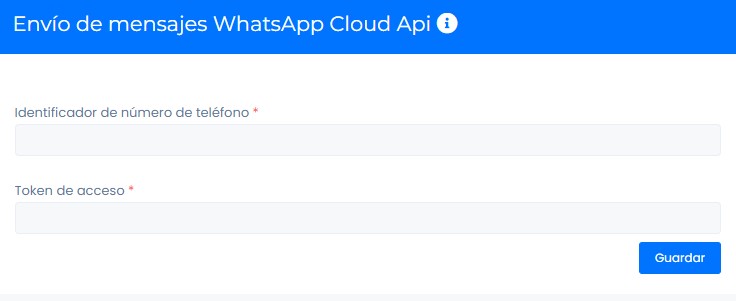 Envío de mensajes WhatsApp Cloud Api
Identificador de número de teléfono *
Token de acceso *
Guardar